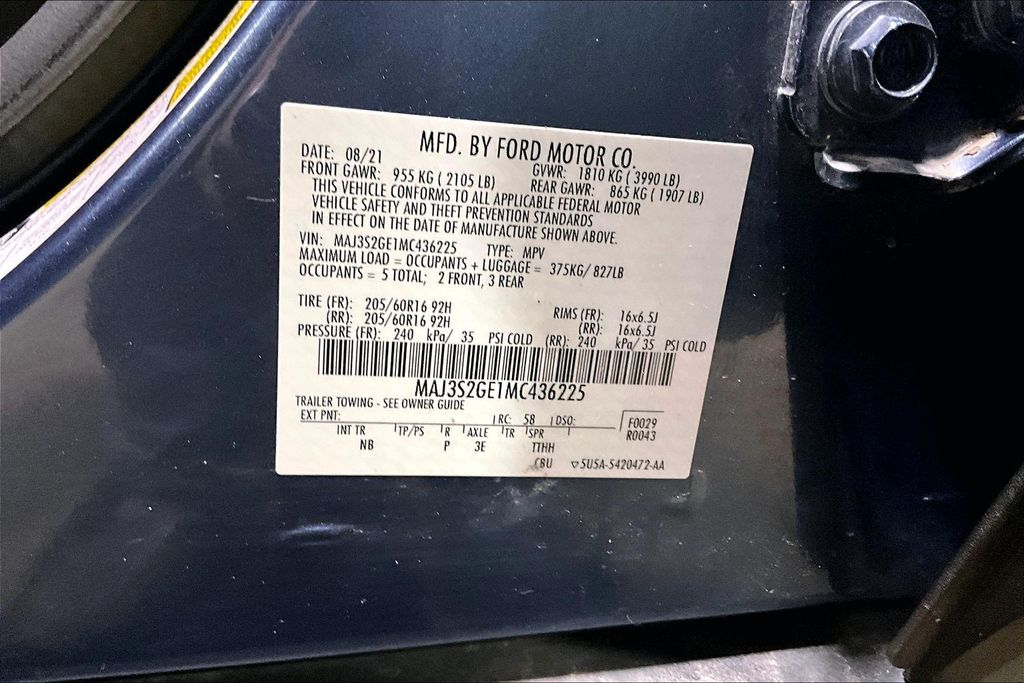 MFD. BY FORD MOTOR CO.
DATE: 08/21 GVWR: 1810 KG ( 3990 LB)
FRONT GAWR: 955 KG ( 2105 LB) REAR GAWR: 865 KG ( 1907 LB)
THIS VEHICLE CONFORMS TO ALL APPLICABLE FEDERAL MOTOR
VEHICLE SAFETY AND THEFT PREVENTION STANDARDS
IN EFFECT ON THE DATE OF MANUFACTURE SHOWN ABOVE.
VIN: MAJ3S2GE1MC436225 TYPE: MPV
MAXIMUM LOAD = OCCUPANTS + LUGGAGE = 375KG/ 827LB
OCCUPANTS = 5 TOTAL; 2 FRONT, 3 REAR
TIRE (FR): 205/60R16 92H RIMS (FR): 16x6.5J
(RR): 205/60R16 92H (RR): 16x6.5J
PRESSURE (FR): 240 kPa/ 35 PSI COLD (RR): 240 kPa/ 35 PSI COLD
MAJ3S2GE1MC436225
TRAILER TOWING - SEE OWNER GUIDE
EXT PNT: RC: 58 DSO: F0029
INT TR TP/PS R AXLE TR SPR R0043
NB P 3E TTHH
CBU ▽SU5A-5420472-AA